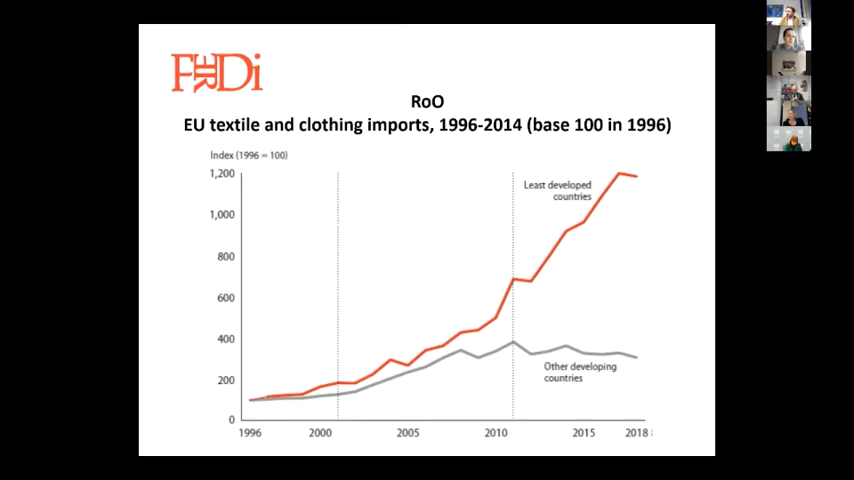 FERDi
RoO
EU textile and clothing imports, 1996-2014 (base 100 in 1996)
Index (1996 = 100)
1,200
1,000
800
600
400
200
0
Least developed
countries
Other developing
countries
1996
2000
2005
2010
2015
2018